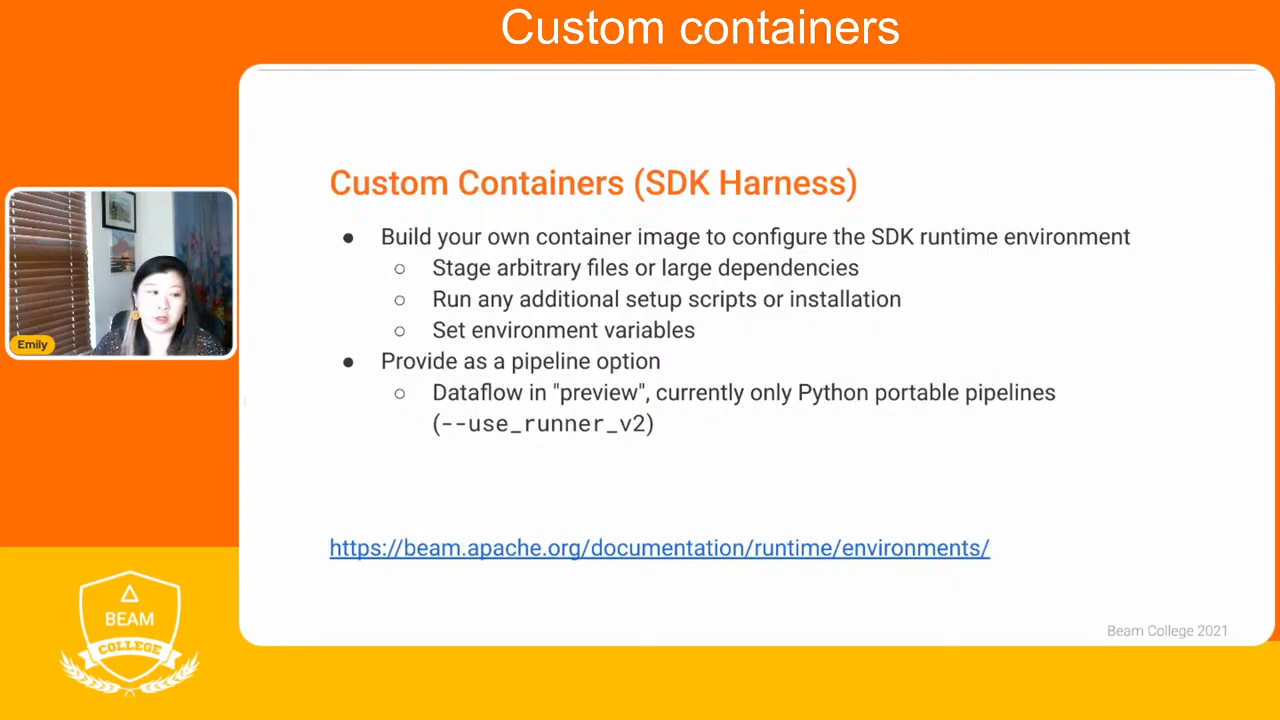 Custom containers
Custom Containers (SDK Harness)
● Build your own container image to configure the SDK runtime environment
○ Stage arbitrary files or large dependencies
○ Run any additional setup scripts or installation
○ Set environment variables
● Provide as a pipeline option
○ Dataflow in "preview", currently only Python portable pipelines
(--use_runner_v2)
https://beam.apache.org/documentation/runtime/environments/
Beam College 2021
Emily
BEAM
COLLEGE